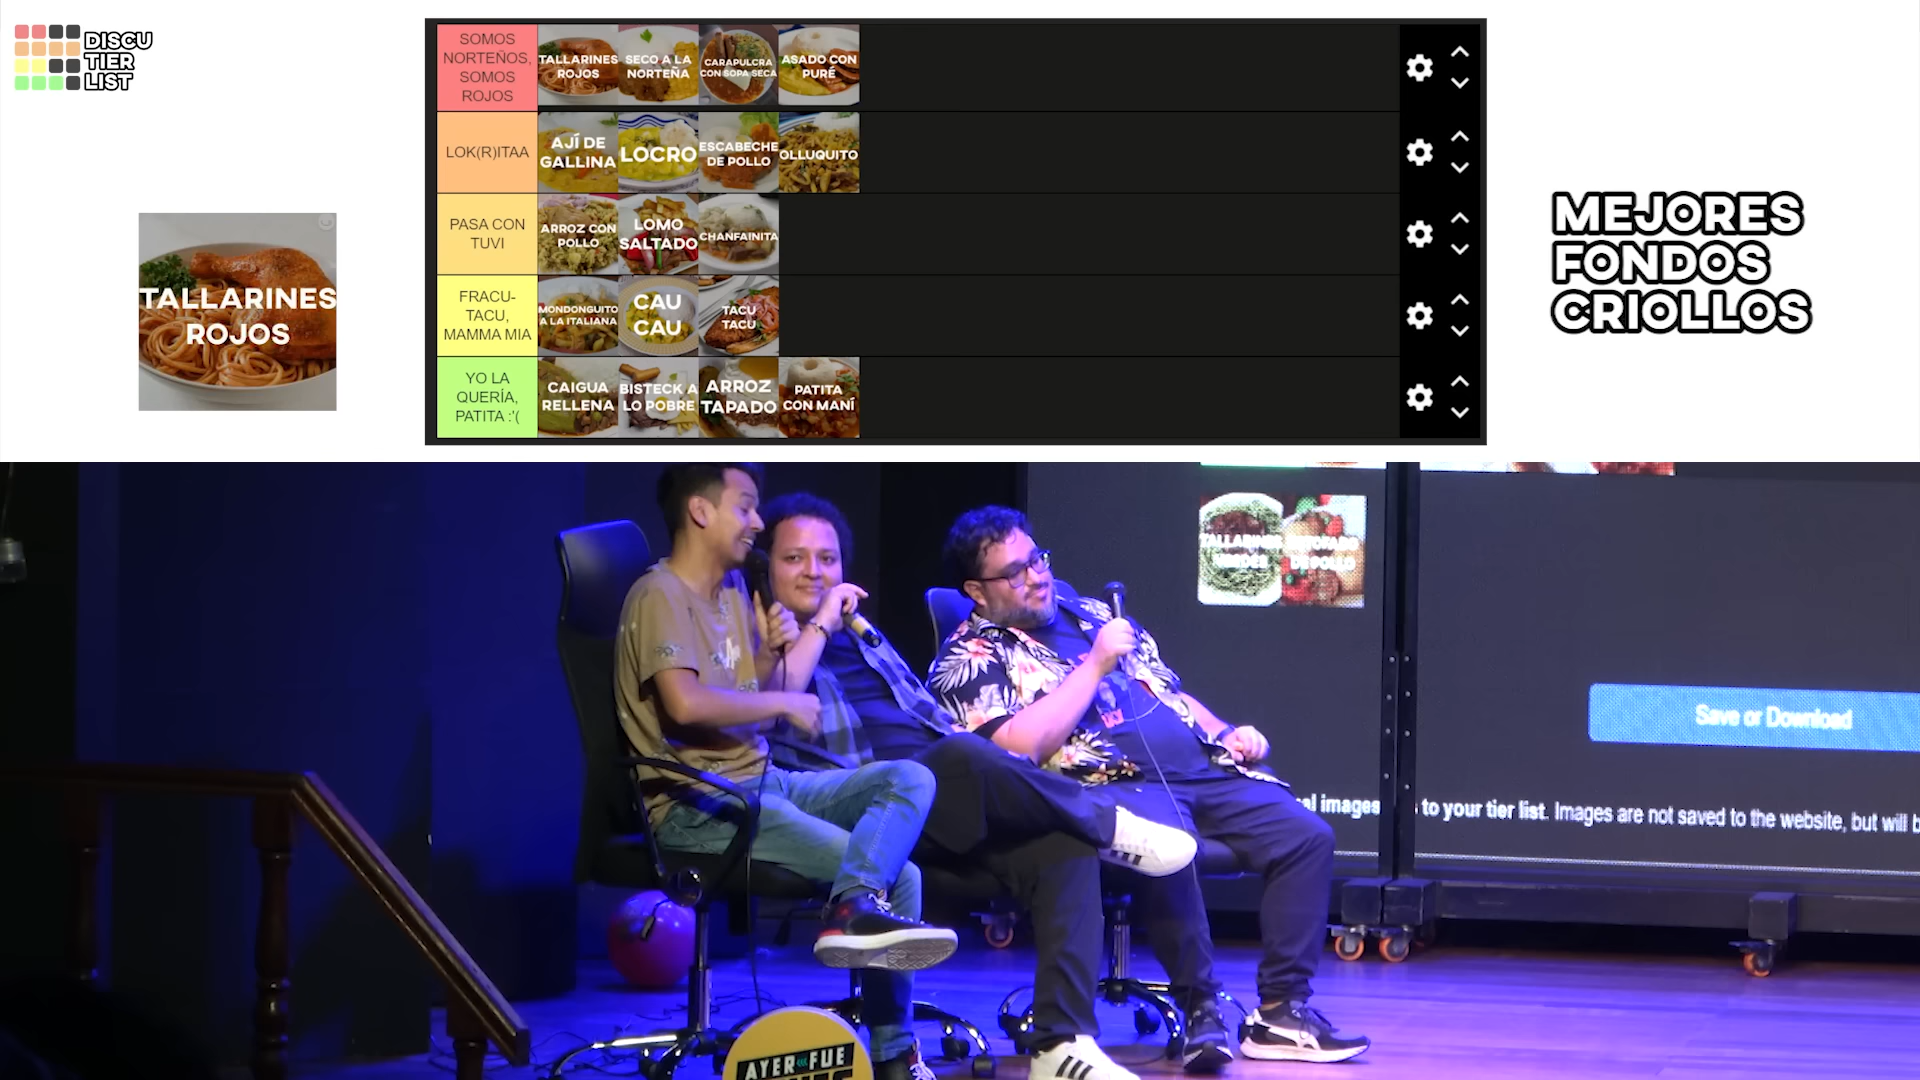 DISCU
TIER
LIST
TALLARINES
ROJOS
SOMOS
NORTEÑOS,
SOMOS
ROJOS
TALLARINES
ROJOS
SECO A LA
NORTEÑA
CARAPULCRA
CON SOPA SECA
ASADO CON
PURÉ
LOK(R)ITAA
AJÍ DE
GALLINA
LOCRO
ESCABECHE
DE POLLO
OLLUQUITO
PASA CON
TUVI
ARROZ CON
POLLO
LOMO
SALTADO
CHANFAINITA
FRACU-
TACU,
MAMMA MIA
MONDONGUITO
A LA ITALIANA
CAU
CAU
TACU
TACU
YO LA
QUERÍA,
PATITA :'(
CAIGUA
RELLENA
BISTECK A
LO POBRE
ARROZ
TAPADO
PATITA
CON MANÍ
MEJORES
FONDOS
CRIOLLOS
TALLARINES
DE POLLO
Save or Download
images
to your tier list. Images are not saved to the website, but will b
AYER FUE